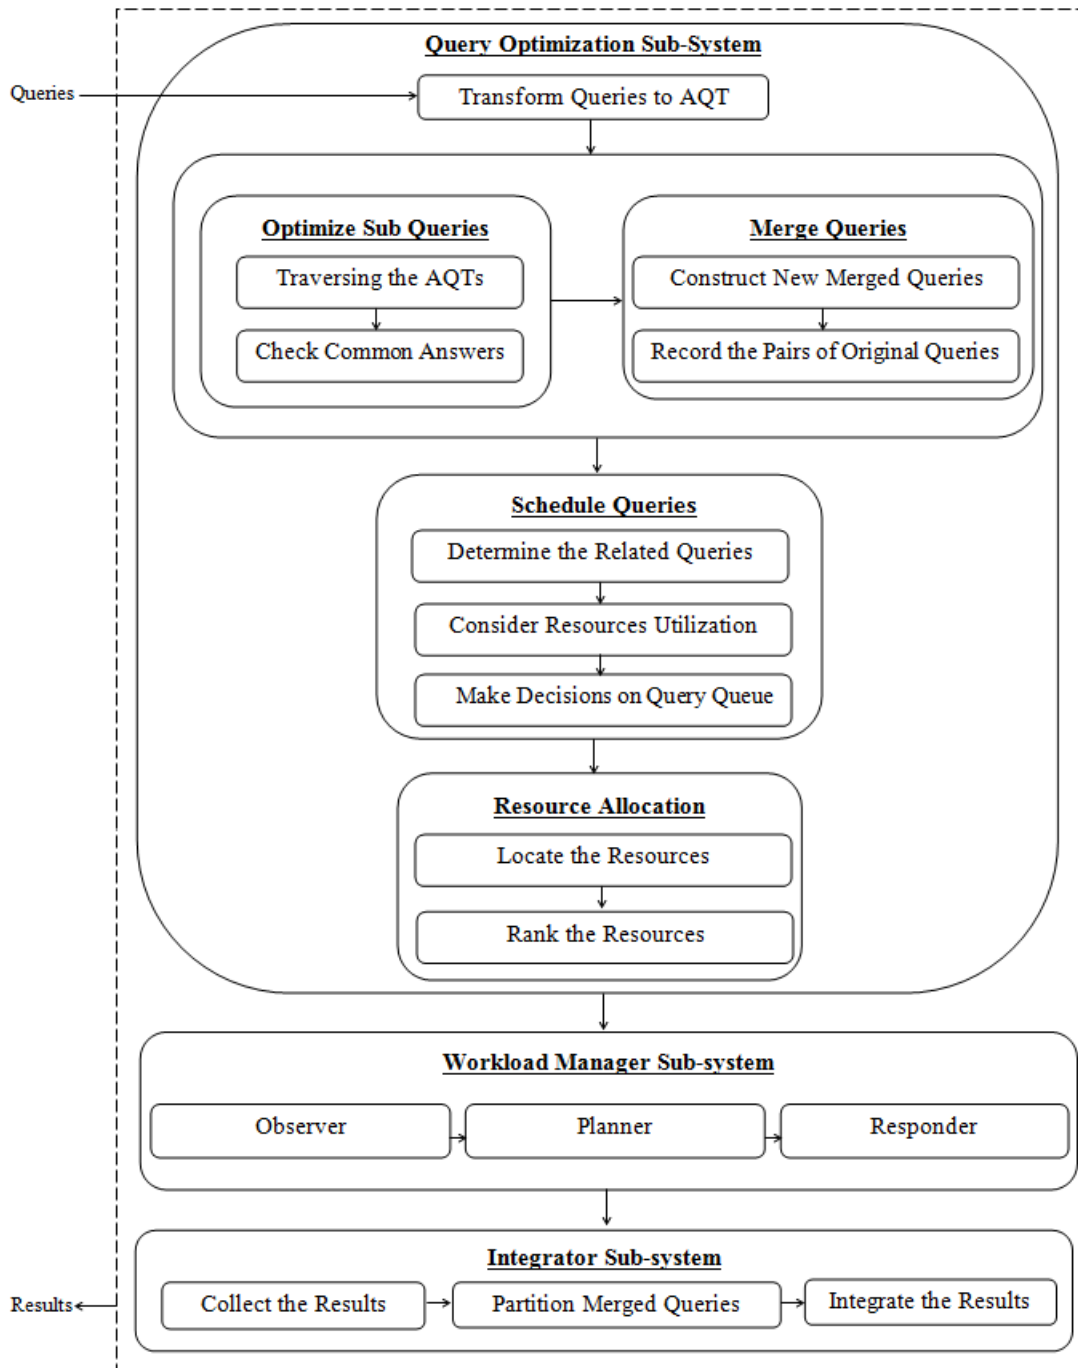 Query Optimization Sub-System
Queries
Transform Queries to AQT
Optimize Sub Queries
Traversing the AQTs
Check Common Answers
Merge Queries
Construct New Merged Queries
Record the Pairs of Original Queries
Schedule Queries
Determine the Related Queries
Consider Resources Utilization
Make Decisions on Query Queue
Resource Allocation
Locate the Resources
Rank the Resources
Workload Manager Sub-system
Observer
Planner
Responder
Integrator Sub-system
Collect the Results
Partition Merged Queries
Integrate the Results
Results